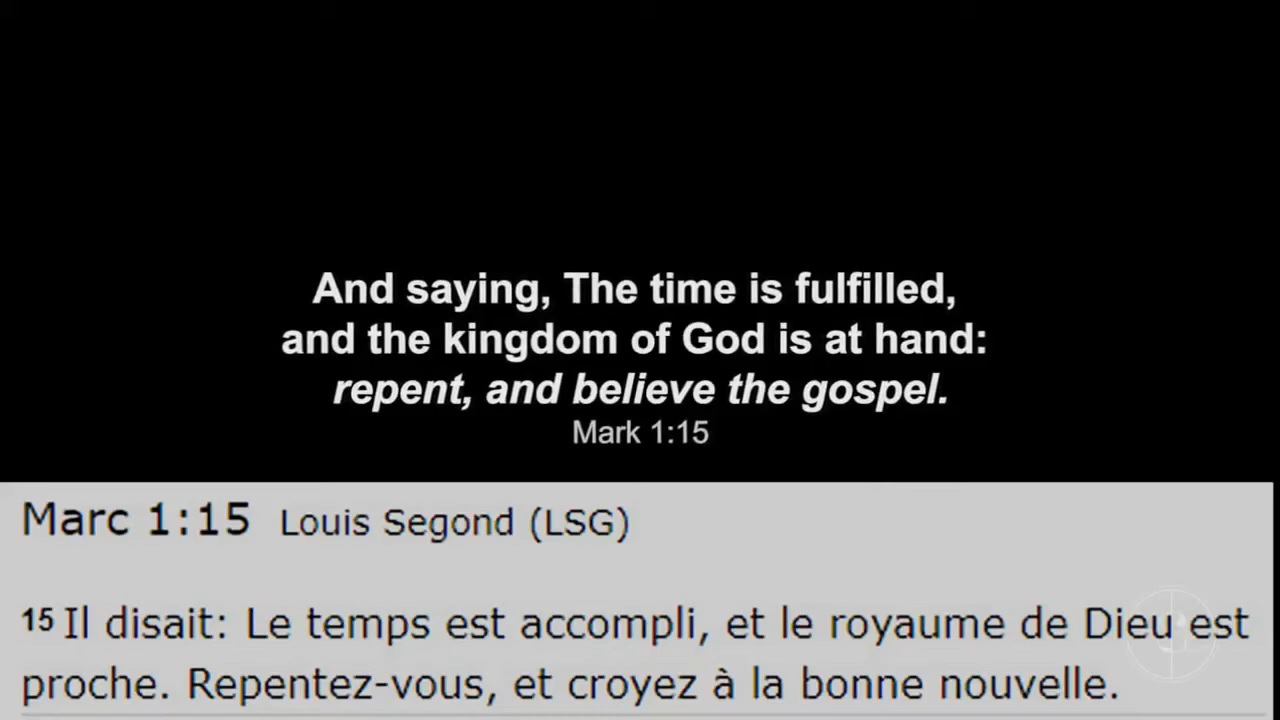 And saying, The time is fulfilled,
and the kingdom of God is at hand:
repent, and believe the gospel.
Mark 1:15
Marc 1:15 Louis Segond (LSG)
15 Il disait: Le temps est accompli, et le royaume de Dieu est
proche. Repentez-vous, et croyez à la bonne nouvelle.